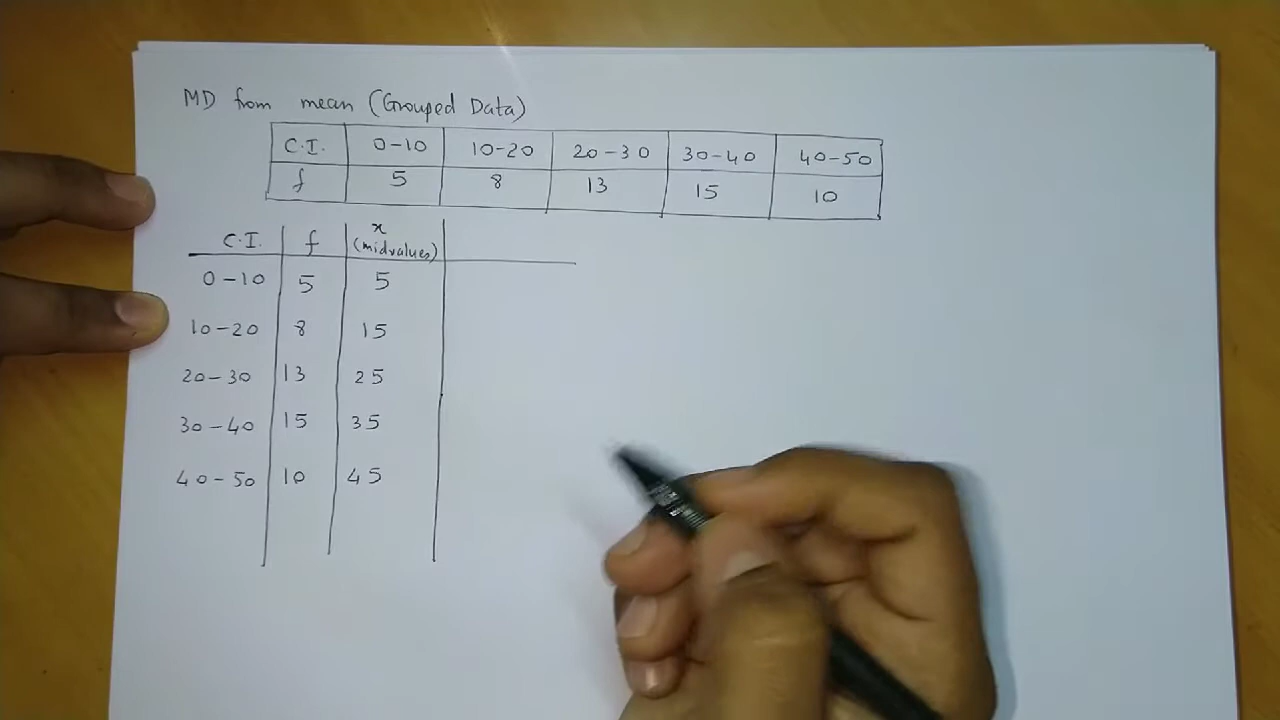 MD from mean (Grouped Data)
C.I. 0-10 10-20 20-30 30-40 40-50
f 5 8 13 15 10
C.I. f x (midvalues)
0-10 5 5
10-20 8 15
20-30 13 25
30-40 15 35
40-50 10 45